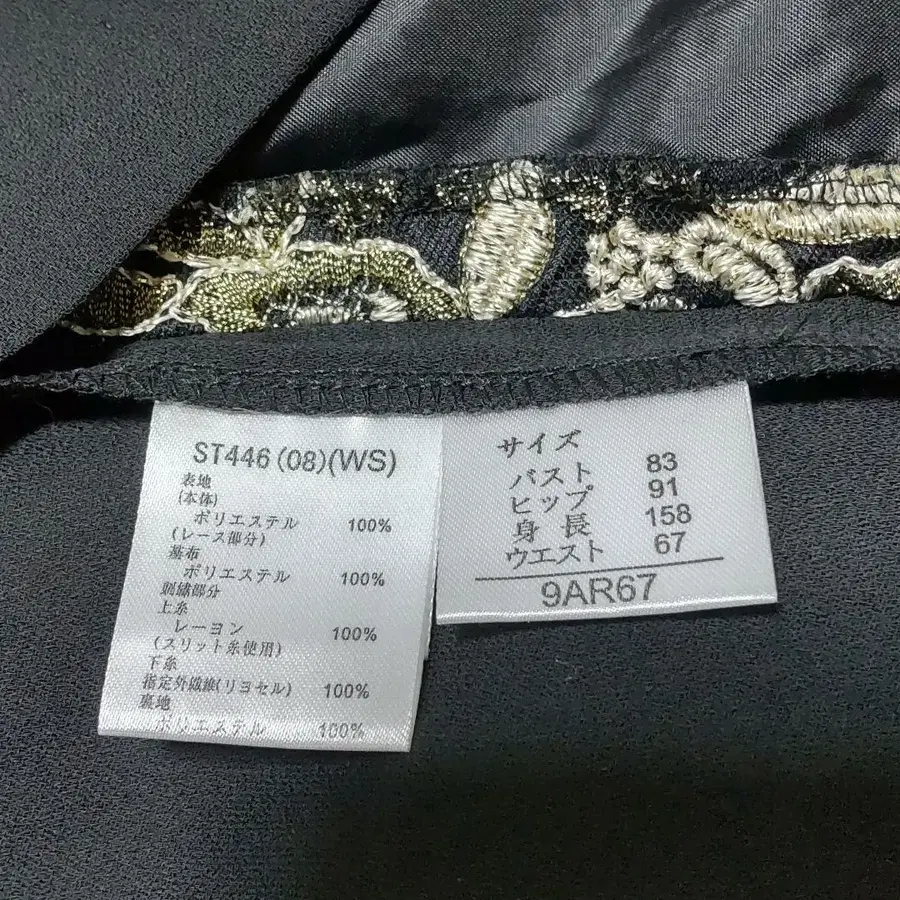 ST446 (08)(WS)
表地
(本体)
ポリエステル 100%
(レース部分)
基布
ポリエステル 100%
刺繍部分
上糸
レーヨン 100%
(スリット糸使用)
下糸
指定外繊維(リヨセル) 100%
裏地
ポリエステル 100%
サイズ
バスト 83
ヒップ 91
身長 158
ウエスト 67
9AR67